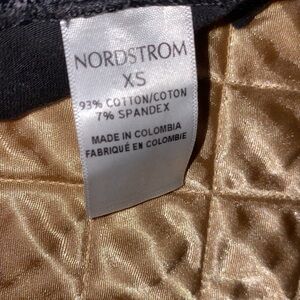 NORDSTROM
XS
93% COTTON/COTON
7% SPANDEX
MADE IN COLOMBIA
FABRIQUÉ EN COLOMBIE